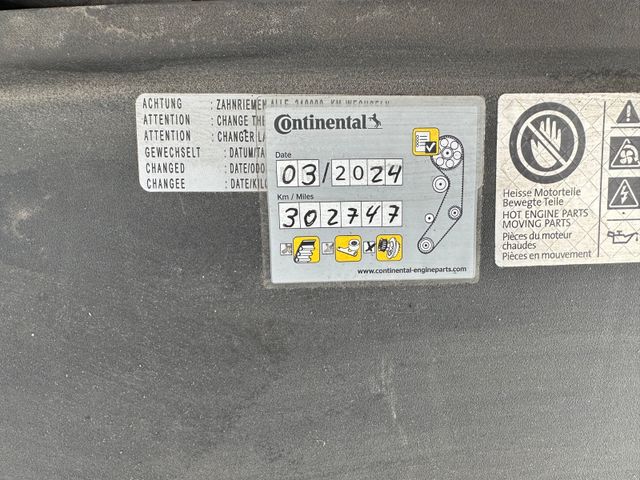 ACHTUNG : ZAHNRIEMEN ALLE 210000 KM WECHSELN
ATTENTION : CHANGE THE
ATTENTION : CHANGER LA
GEWECHSELT : DATUM/TA
CHANGED : DATE/ODO
CHANGEE : DATE/KILO
Continental
Date
03/2024
Km / Miles
302747
x
www.continental-engineparts.com
Heisse Motorteile
Bewegte Teile
HOT ENGINE PARTS
MOVING PARTS
Pièces du moteur
chaudes
Pièces en mouvement